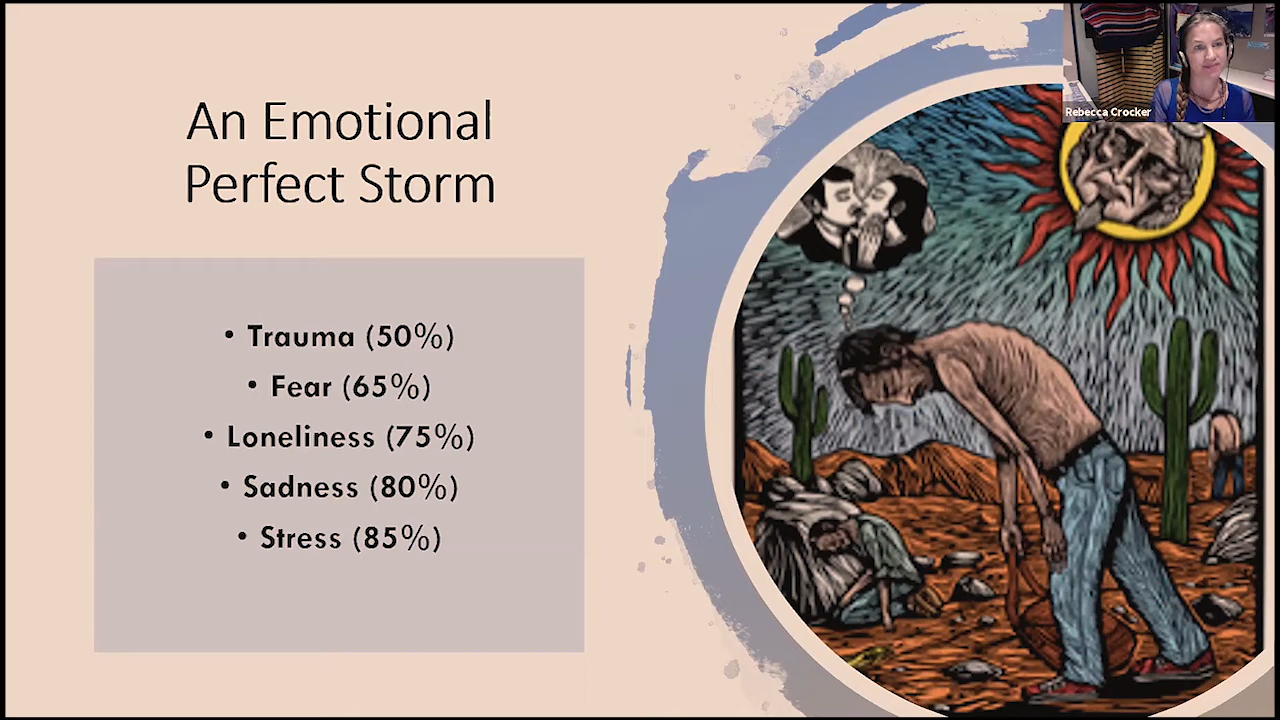 An Emotional
Perfect Storm
• Trauma (50%)
• Fear (65%)
• Loneliness (75%)
• Sadness (80%)
• Stress (85%)
Rebecca Crocker